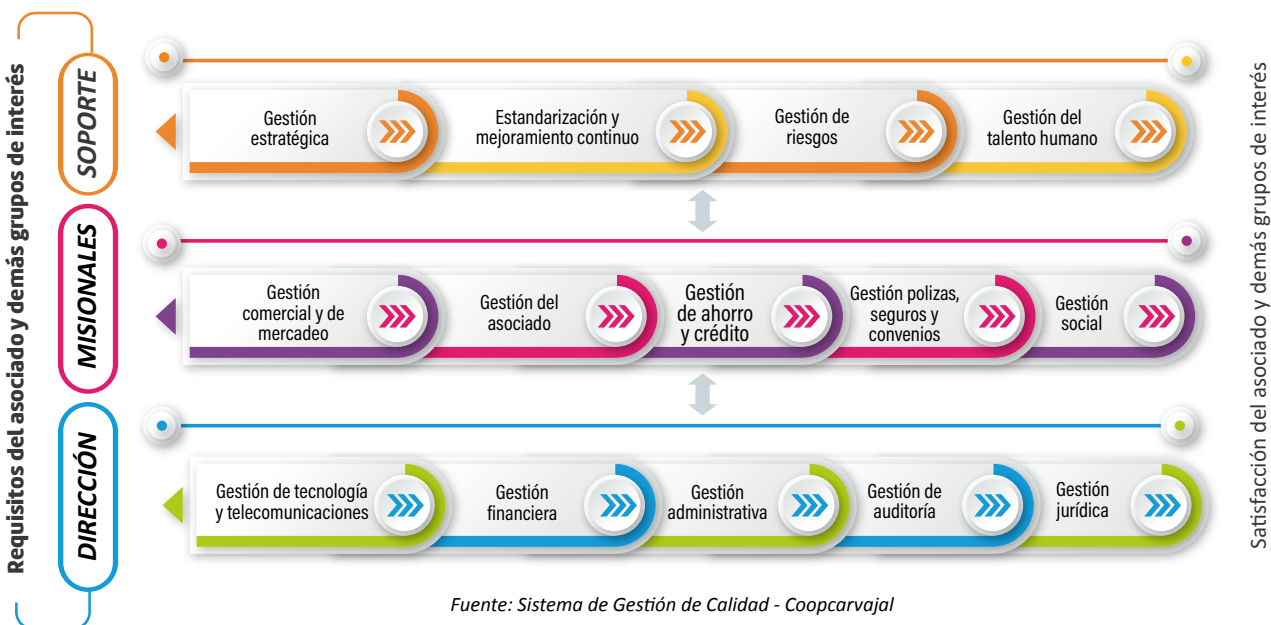 Requisitos del asociado y demás grupos de interés
SOPORTE
Gestión
estratégica
Estandarización y
mejoramiento continuo
Gestión de
riesgos
Gestión del
talento humano
MISIONALES
Gestión
comercial y de
mercadeo
Gestión del
asociado
Gestión
de ahorro
y crédito
Gestión polizas,
seguros y
convenios
Gestión
social
DIRECCIÓN
Gestión de tecnología
y telecomunicaciones
Gestión
financiera
Gestión
administrativa
Gestión de
auditoría
Gestión
jurídica
Satisfacción del asociado y demás grupos de interés
Fuente: Sistema de Gestión de Calidad - Coopcarvajal